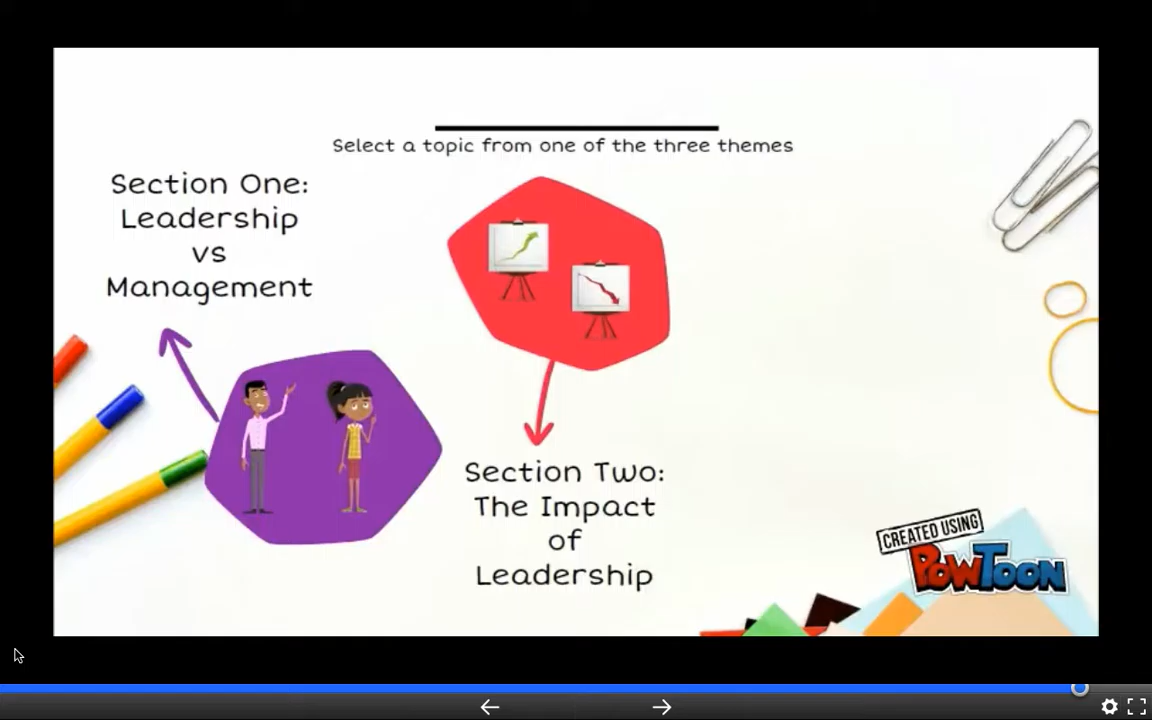 Select a topic from one of the three themes
Section One:
Leadership
vs
Management
Section Two:
The Impact
of
Leadership
CREATED USING
POWTOON